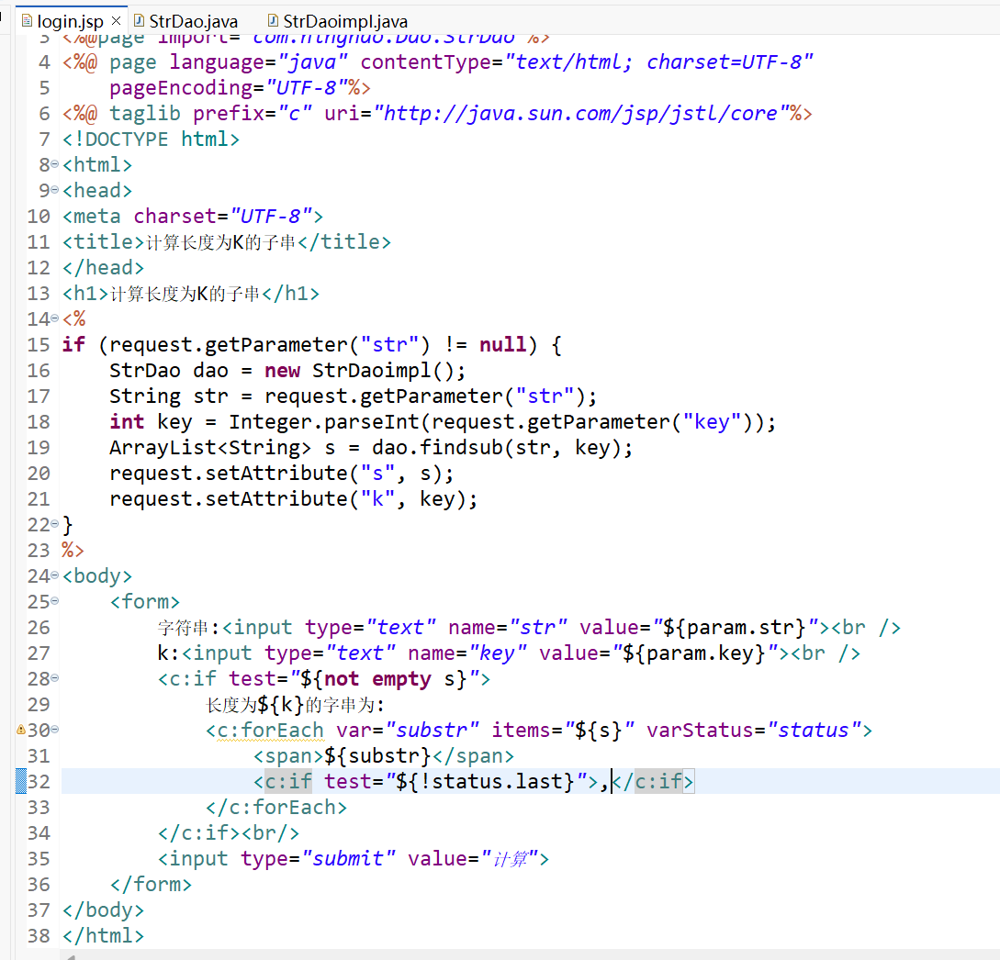 login.jsp × StrDao.java StrDaoimpl.java
3 <%@page import="com.ninghao.Dao.StrDao"%>
4 <%@ page language="java" contentType="text/html; charset=UTF-8"
5     pageEncoding="UTF-8"%>
6 <%@ taglib prefix="c" uri="http://java.sun.com/jsp/jstl/core"%>
7 <!DOCTYPE html>
8 <html>
9 <head>
10 <meta charset="UTF-8">
11 <title>计算长度为K的子串</title>
12 </head>
13 <h1>计算长度为K的子串</h1>
14 <%
15 if (request.getParameter("str") != null) {
16     StrDao dao = new StrDaoimpl();
17     String str = request.getParameter("str");
18     int key = Integer.parseInt(request.getParameter("key"));
19     ArrayList<String> s = dao.findsub(str, key);
20     request.setAttribute("s", s);
21     request.setAttribute("k", key);
22 }
23 %>
24 <body>
25     <form>
26         字符串:<input type="text" name="str" value="${param.str}"><br />
27         k:<input type="text" name="key" value="${param.key}"><br />
28         <c:if test="${not empty s}">
29             长度为${k}的字串为:
30             <c:forEach var="substr" items="${s}" varStatus="status">
31                 <span>${substr}</span>
32                 <c:if test="${!status.last}">,</c:if>
33             </c:forEach>
34         </c:if><br/>
35         <input type="submit" value="计算">
36     </form>
37 </body>
38 </html>